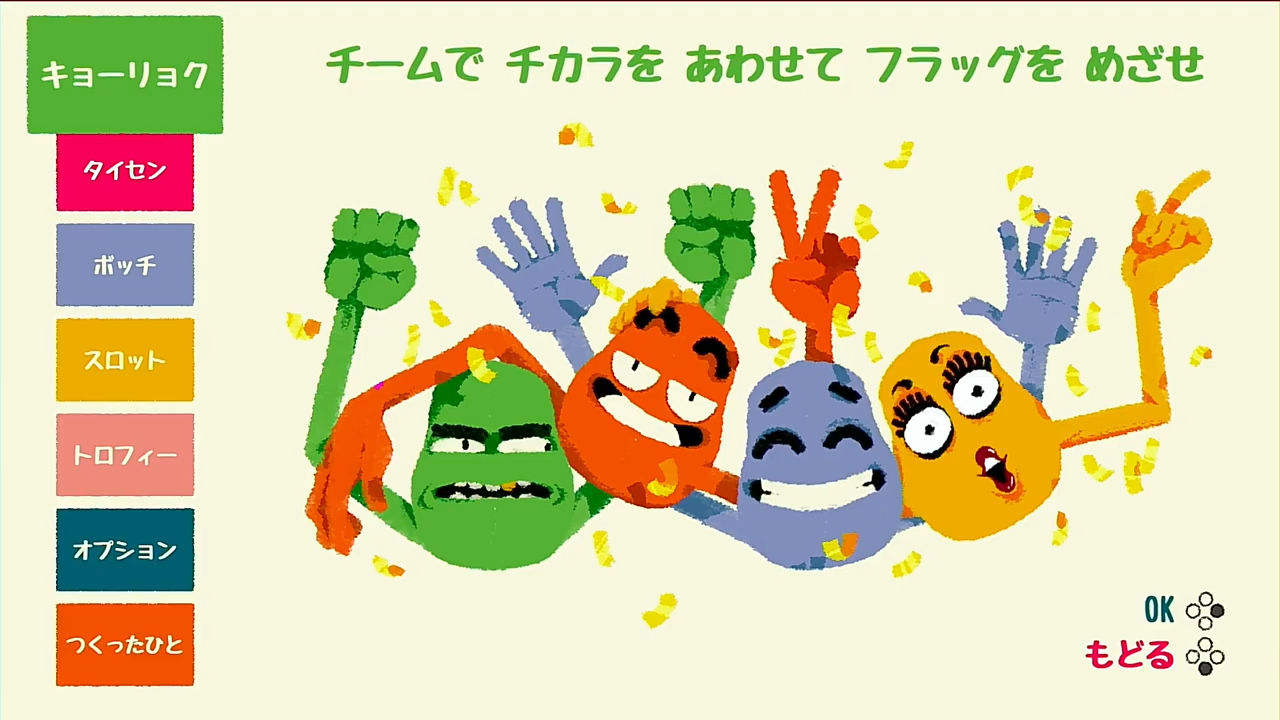 キョーリョク
チームで チカラを あわせて フラッグを めざせ
タイセン
ボッチ
スロット
トロフィー
オプション
つくったひと
OK
もどる